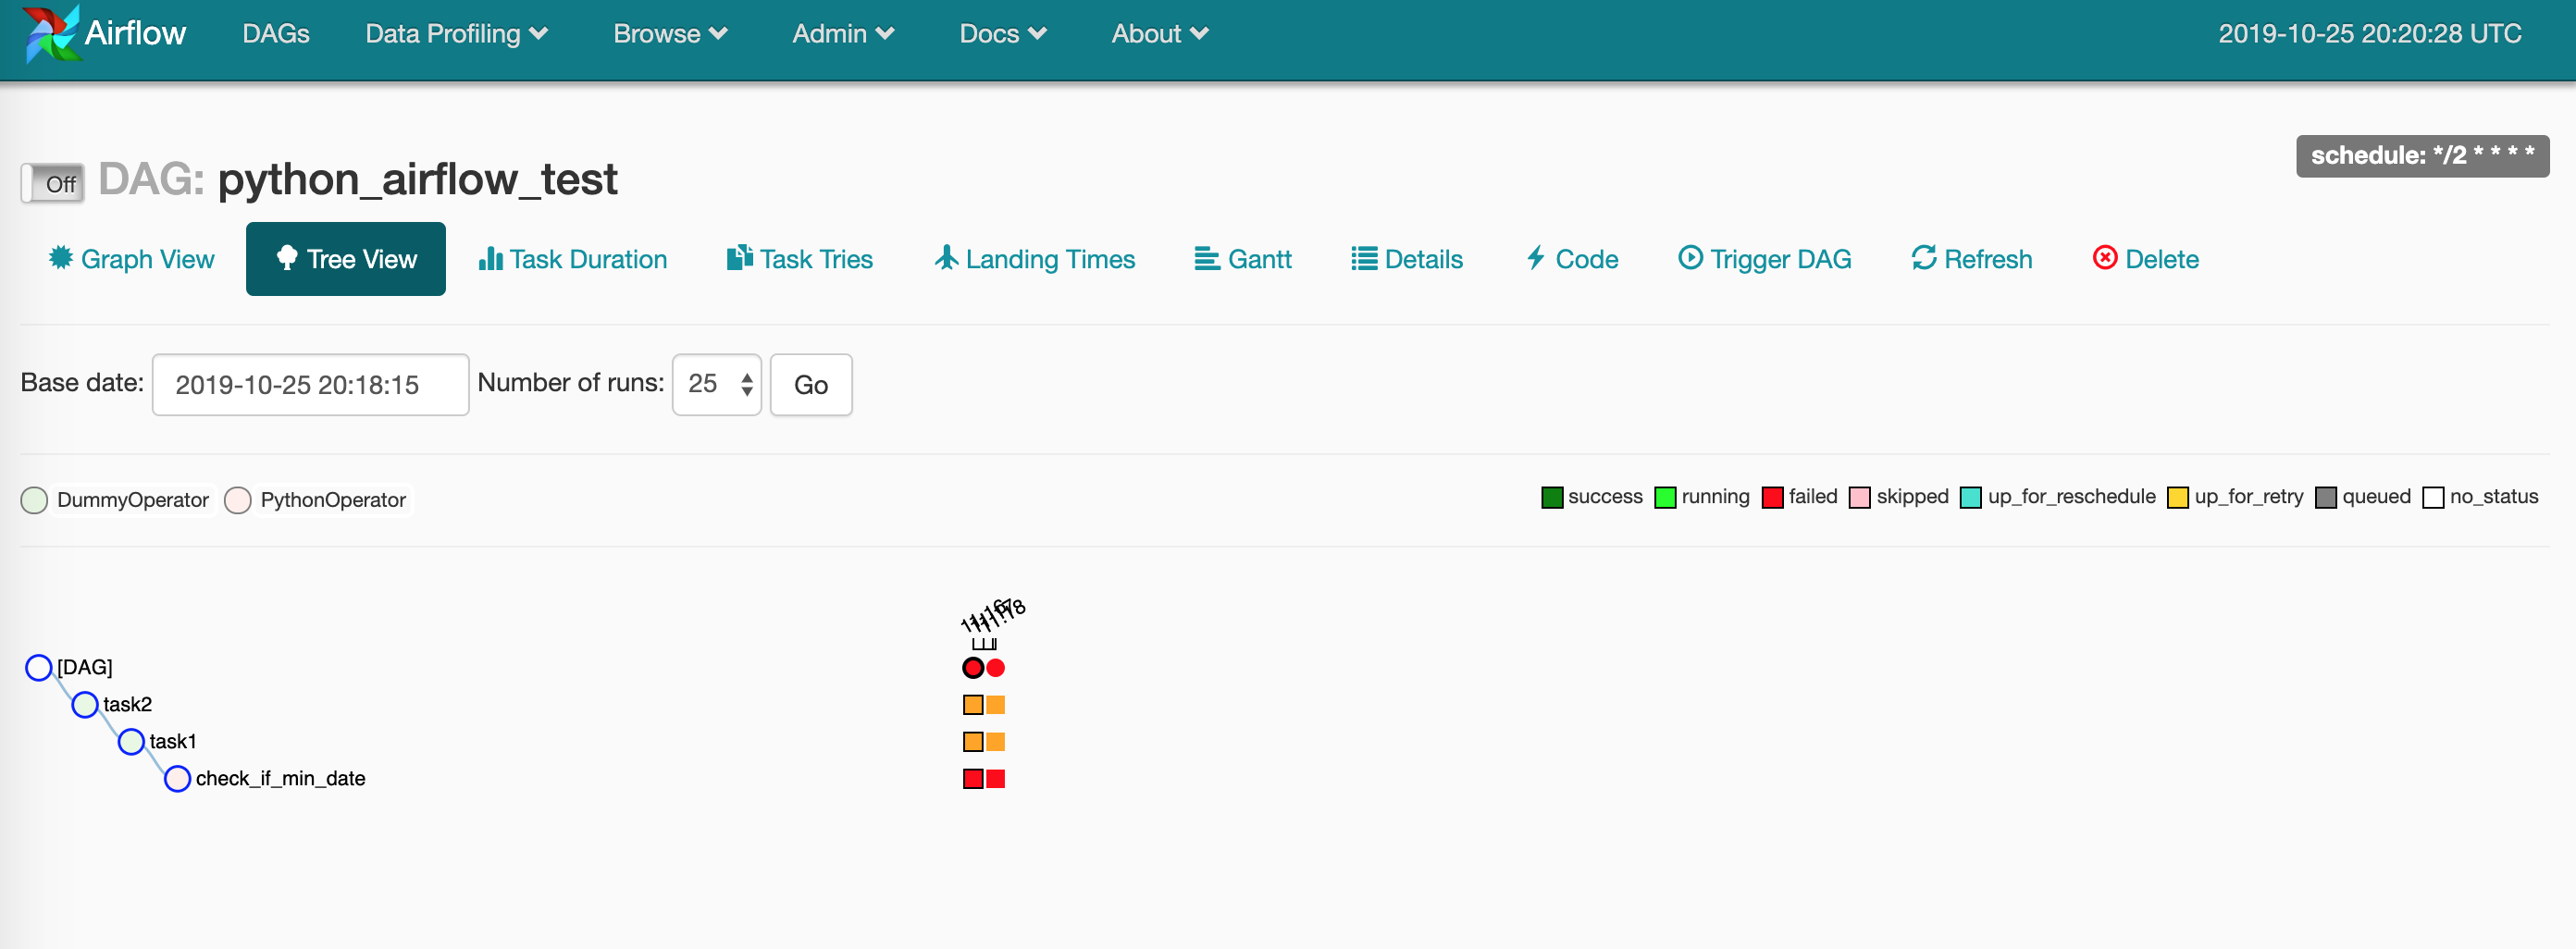 Airflow DAGs Data Profiling Browse Admin Docs About 2019-10-25 20:20:28 UTC
schedule: */2 * * * *
Off DAG: python_airflow_test
Graph View Tree View Task Duration Task Tries Landing Times Gantt Details Code Trigger DAG Refresh Delete
Base date: 2019-10-25 20:18:15 Number of runs: 25 Go
DummyOperator PythonOperator success running failed skipped up_for_reschedule up_for_retry queued no_status
[DAG]
task2
task1
check_if_min_date